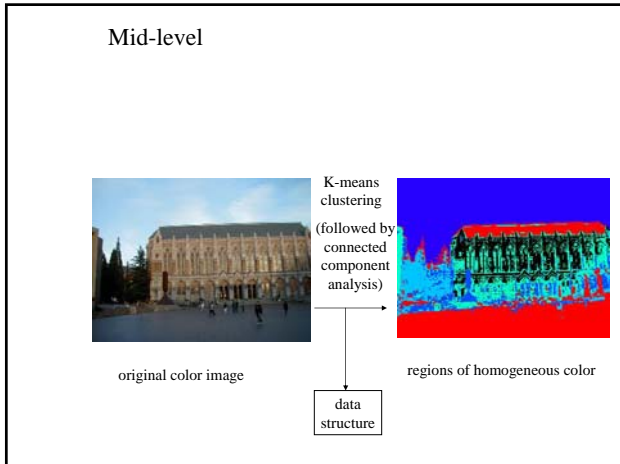 Mid-level
K-means
clustering
(followed by
connected
component
analysis)
original color image
regions of homogeneous color
data
structure